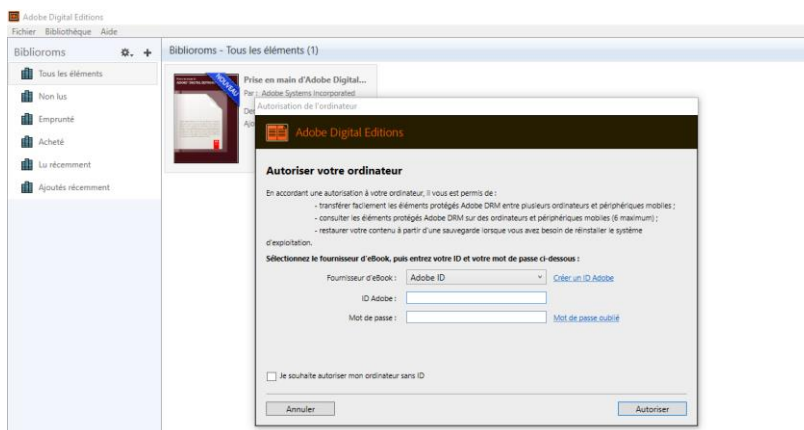 Adobe Digital Editions
Fichier Bibliothèque Aide
Biblioroms
Tous les éléments
Non lus
Emprunté
Acheté
Lu récemment
Ajoutés récemment
Biblioroms - Tous les éléments (1)
NOUVEAU
Prise en main d'Adobe Digital...
Par : Adobe Systems Incorporated
Autorisation de l'ordinateur
Adobe Digital Editions
Autoriser votre ordinateur
En accordant une autorisation à votre ordinateur, il vous est permis de :
- transférer facilement les éléments protégés Adobe DRM entre plusieurs ordinateurs et périphériques mobiles ;
- consulter les éléments protégés Adobe DRM sur des ordinateurs et périphériques mobiles (6 maximum) ;
- restaurer votre contenu à partir d'une sauvegarde lorsque vous avez besoin de réinstaller le système
d'exploitation.
Sélectionnez le fournisseur d'eBook, puis entrez votre ID et votre mot de passe ci-dessous :
Fournisseur d'eBook : Adobe ID Créer un ID Adobe
ID Adobe :
Mot de passe : Mot de passe oublié
Je souhaite autoriser mon ordinateur sans ID
Annuler Autoriser